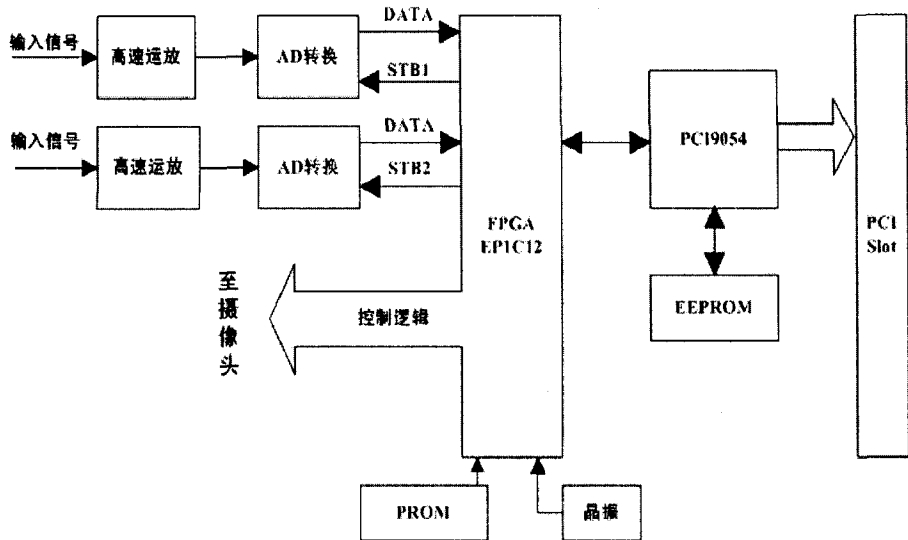 输入信号
高速运放
AD转换
DATA
STB1
输入信号
高速运放
AD转换
DATA
STB2
FPGA
EP1C12
PCI9054
PCI
Slot
EEPROM
至摄像头
控制逻辑
PROM
晶振